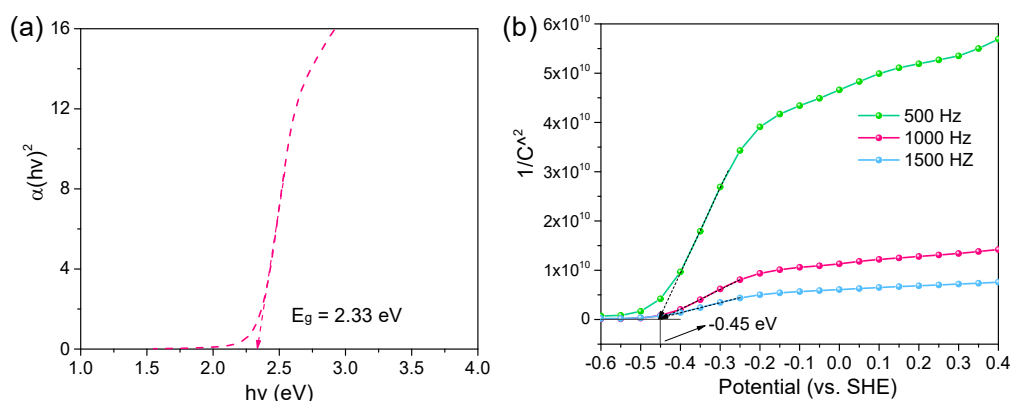 (a)
16
12
8
4
0
α(hν)²
1.0 1.5 2.0 2.5 3.0 3.5 4.0
hν (eV)
E_g = 2.33 eV
(b)
6x10¹⁰
5x10¹⁰
4x10¹⁰
3x10¹⁰
2x10¹⁰
1x10¹⁰
0
1/C^²
500 Hz
1000 Hz
1500 HZ
-0.45 eV
-0.6 -0.5 -0.4 -0.3 -0.2 -0.1 0.0 0.1 0.2 0.3 0.4
Potential (vs. SHE)